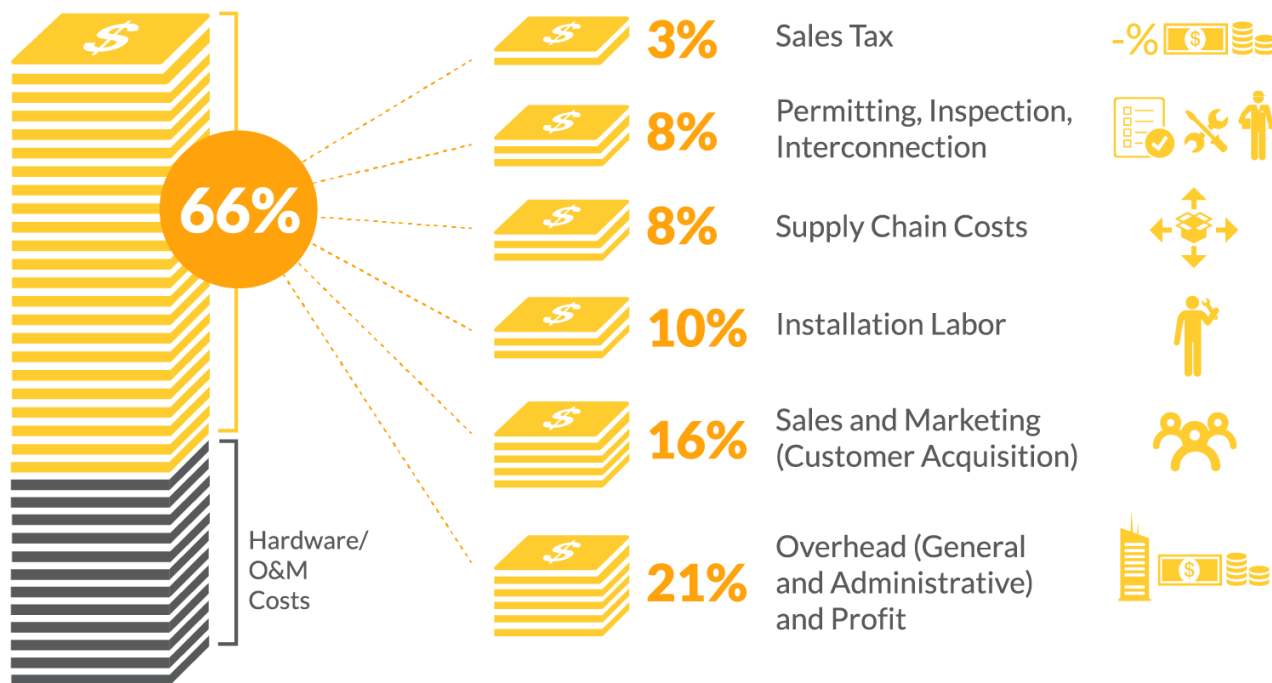 $
66%
Hardware/
O&M
Costs
$
3%
Sales Tax
-%
$
$
8%
Permitting, Inspection,
Interconnection
$
8%
Supply Chain Costs
$
10%
Installation Labor
$
16%
Sales and Marketing
(Customer Acquisition)
$
21%
Overhead (General
and Administrative)
and Profit
$